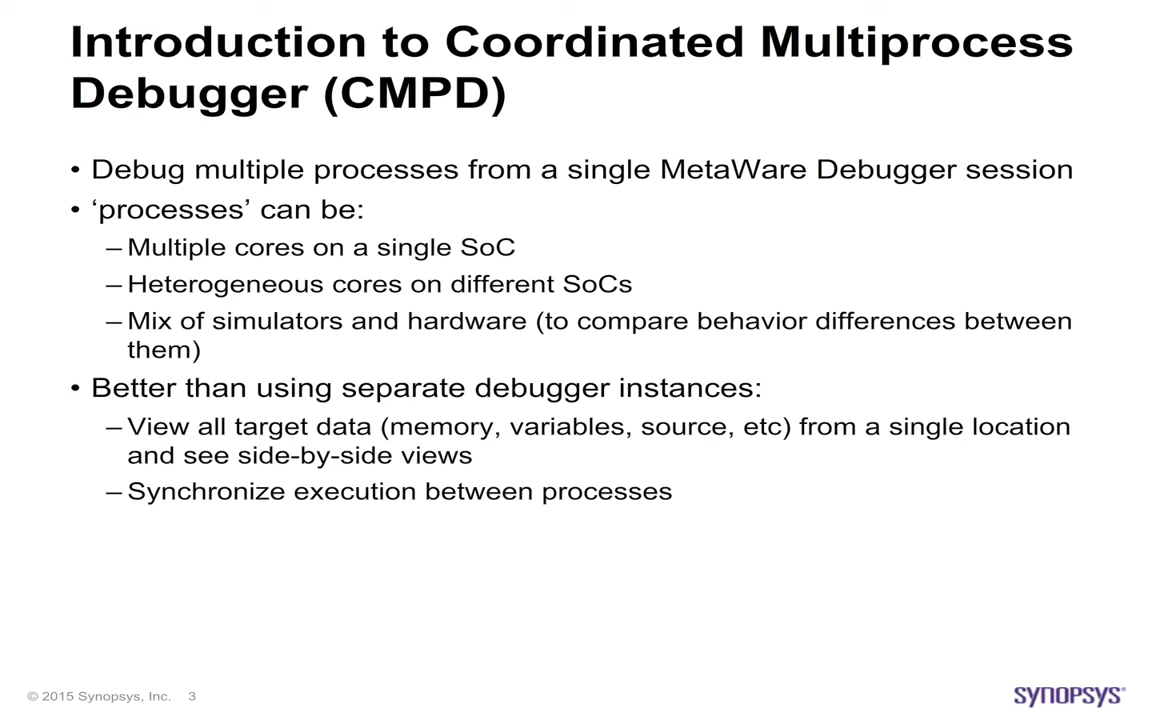 Introduction to Coordinated Multiprocess
Debugger (CMPD)
• Debug multiple processes from a single MetaWare Debugger session
• ‘processes’ can be:
– Multiple cores on a single SoC
– Heterogeneous cores on different SoCs
– Mix of simulators and hardware (to compare behavior differences between
them)
• Better than using separate debugger instances:
– View all target data (memory, variables, source, etc) from a single location
and see side-by-side views
– Synchronize execution between processes
© 2015 Synopsys, Inc. 3
SYNOPSYS®